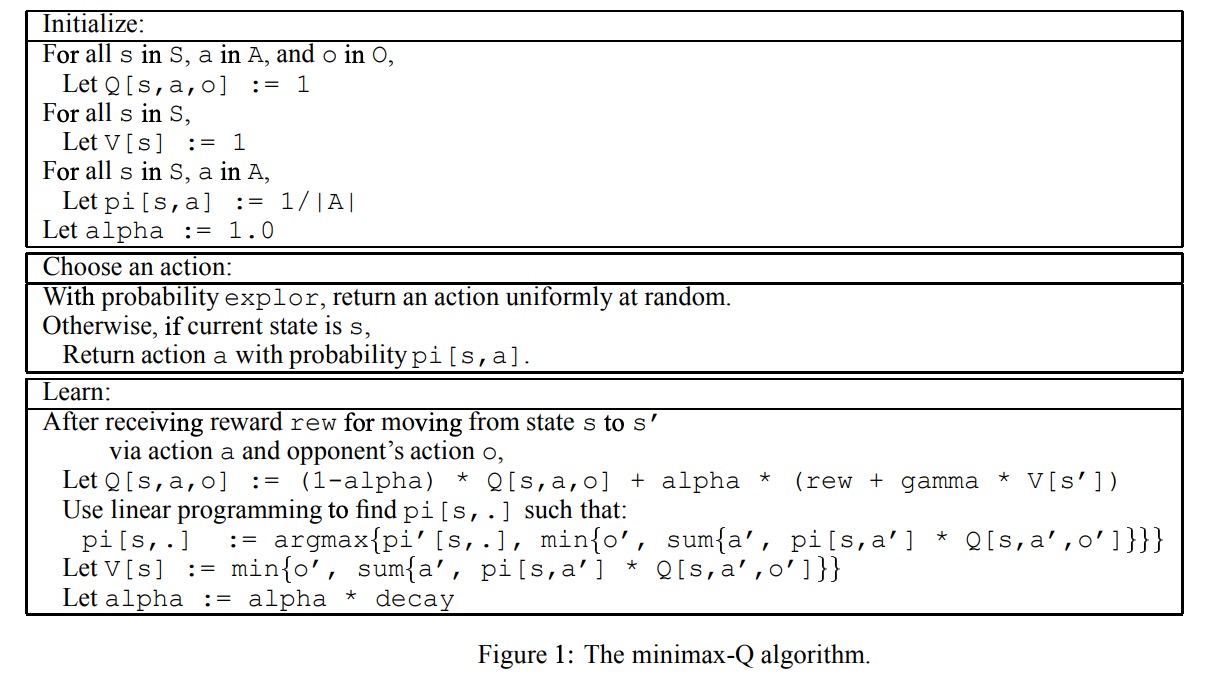 Initialize:
For all s in S, a in A, and o in O,
Let Q[s,a,o] := 1
For all s in S,
Let V[s] := 1
For all s in S, a in A,
Let pi[s,a] := 1/|A|
Let alpha := 1.0
Choose an action:
With probability explor, return an action uniformly at random.
Otherwise, if current state is s,
Return action a with probability pi[s,a].
Learn:
After receiving reward rew for moving from state s to s′
via action a and opponent’s action o,
Let Q[s,a,o] := (1-alpha) * Q[s,a,o] + alpha * (rew + gamma * V[s′])
Use linear programming to find pi[s,.] such that:
pi[s,.] := argmax{pi′[s,.], min{o′, sum{a′, pi[s,a′] * Q[s,a′,o′]}}}
Let V[s] := min{o′, sum{a′, pi[s,a′] * Q[s,a′,o′]}}
Let alpha := alpha * decay
Figure 1: The minimax-Q algorithm.